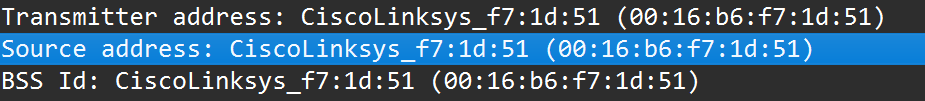 Transmitter address: CiscoLinksys_f7:1d:51 (00:16:b6:f7:1d:51)
Source address: CiscoLinksys_f7:1d:51 (00:16:b6:f7:1d:51)
BSS Id: CiscoLinksys_f7:1d:51 (00:16:b6:f7:1d:51)